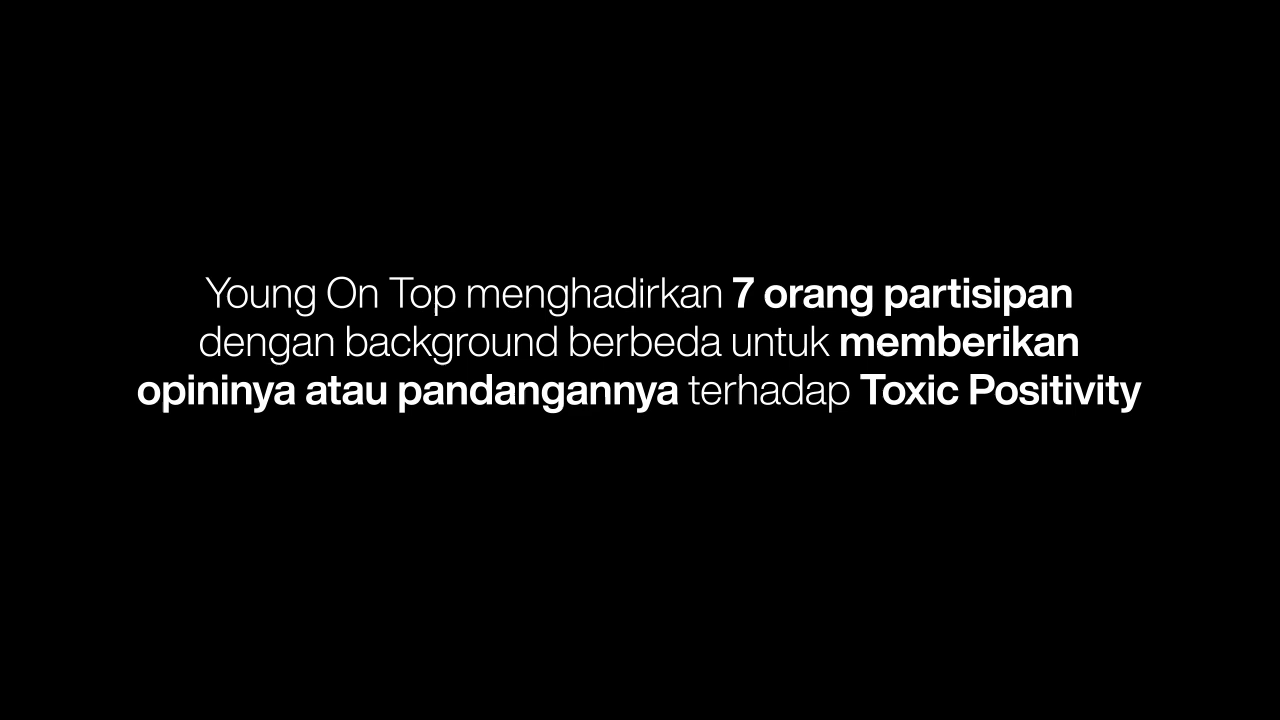 Young On Top menghadirkan 7 orang partisipan
dengan background berbeda untuk memberikan
opininya atau pandangannya terhadap Toxic Positivity